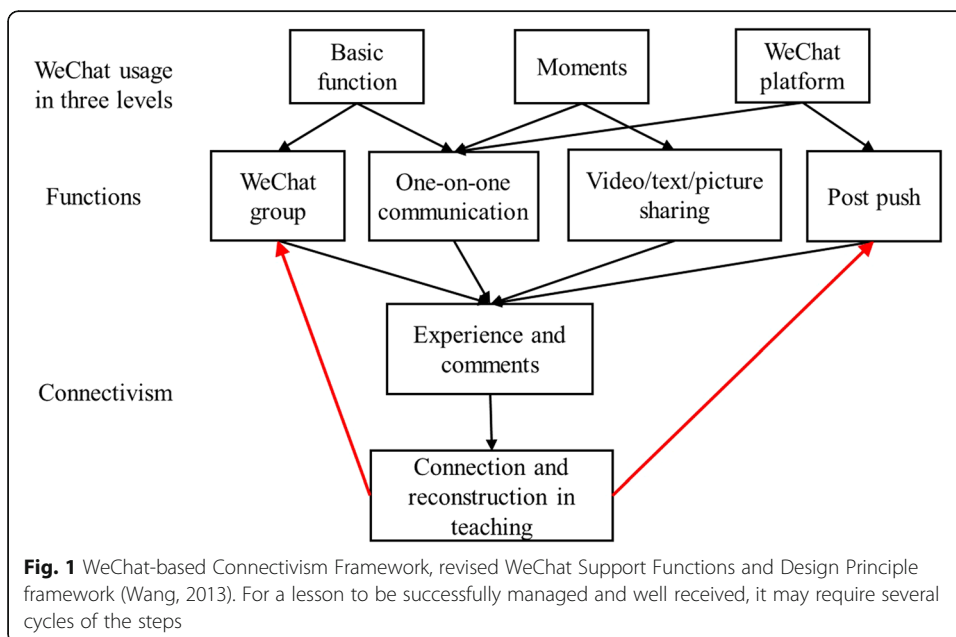 WeChat usage
in three levels
Basic
function
Moments
WeChat
platform
Functions
WeChat
group
One-on-one
communication
Video/text/picture
sharing
Post push
Connectivism
Experience and
comments
Connection and
reconstruction in
teaching
Fig. 1 WeChat-based Connectivism Framework, revised WeChat Support Functions and Design Principle
framework (Wang, 2013). For a lesson to be successfully managed and well received, it may require several
cycles of the steps